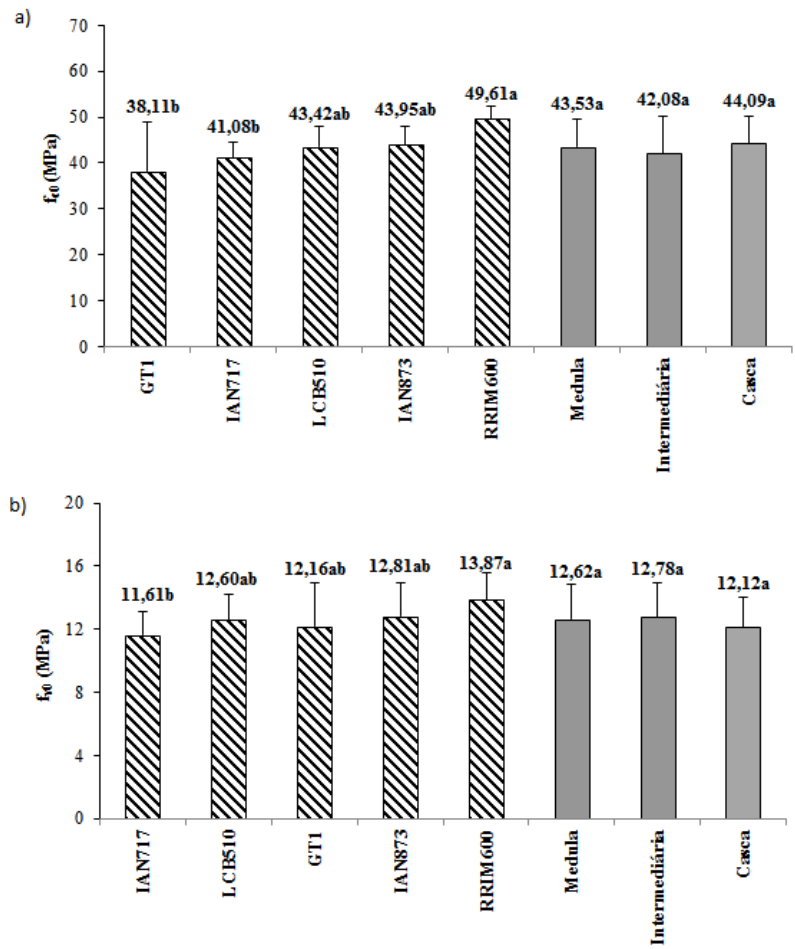 a)
70
60
50
40
30
20
10
0
f_c0 (MPa)
38,11b
41,08b
43,42ab
43,95ab
49,61a
43,53a
42,08a
44,09a
GT1
IAN717
LCB510
IAN873
RRIM600
Medula
Intermediária
Casca
b)
20
16
12
8
4
0
f_v0 (MPa)
11,61b
12,60ab
12,16ab
12,81ab
13,87a
12,62a
12,78a
12,12a
IAN717
LCB510
GT1
IAN873
RRIM600
Medula
Intermediária
Casca